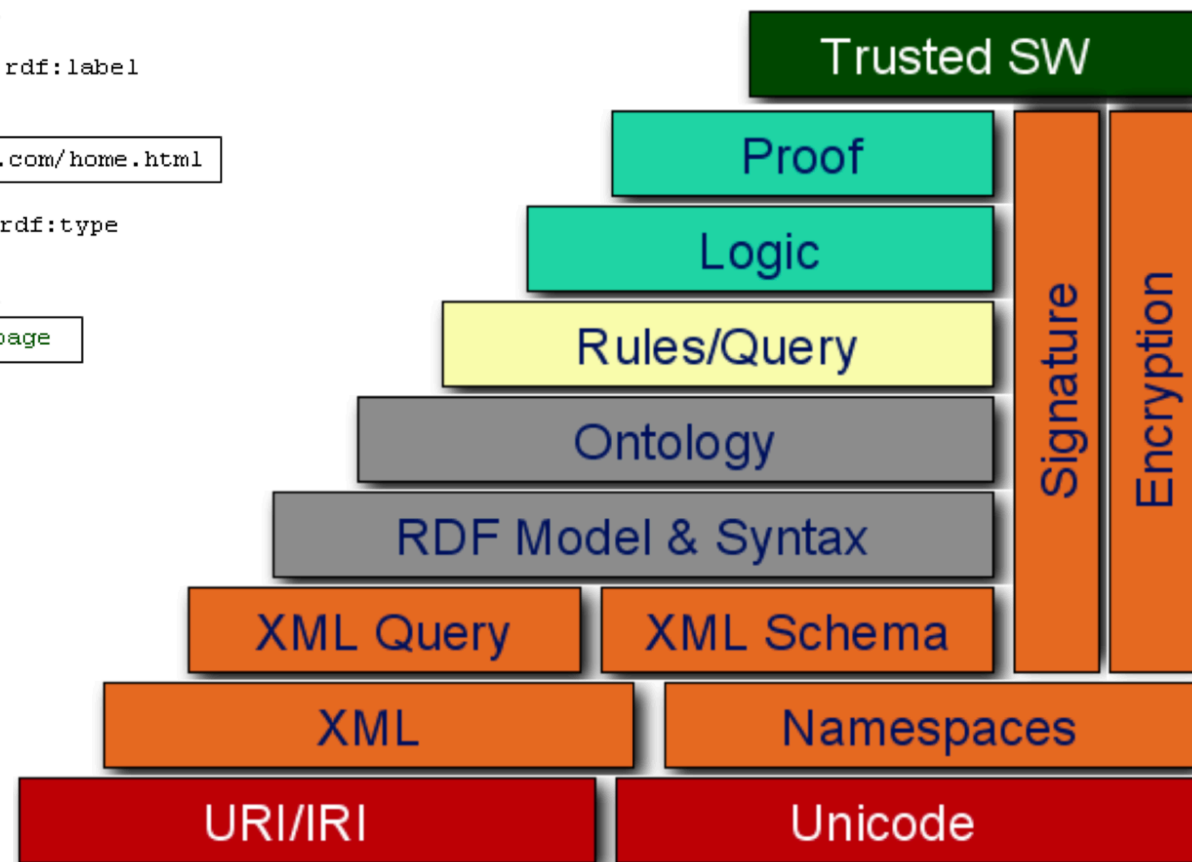 Trusted SW
rdf:label
.com/home.html
Proof
rdf:type
Logic
page
Rules/Query
Ontology
Signature
Encryption
RDF Model & Syntax
XML Query
XML Schema
XML
Namespaces
URI/IRI
Unicode